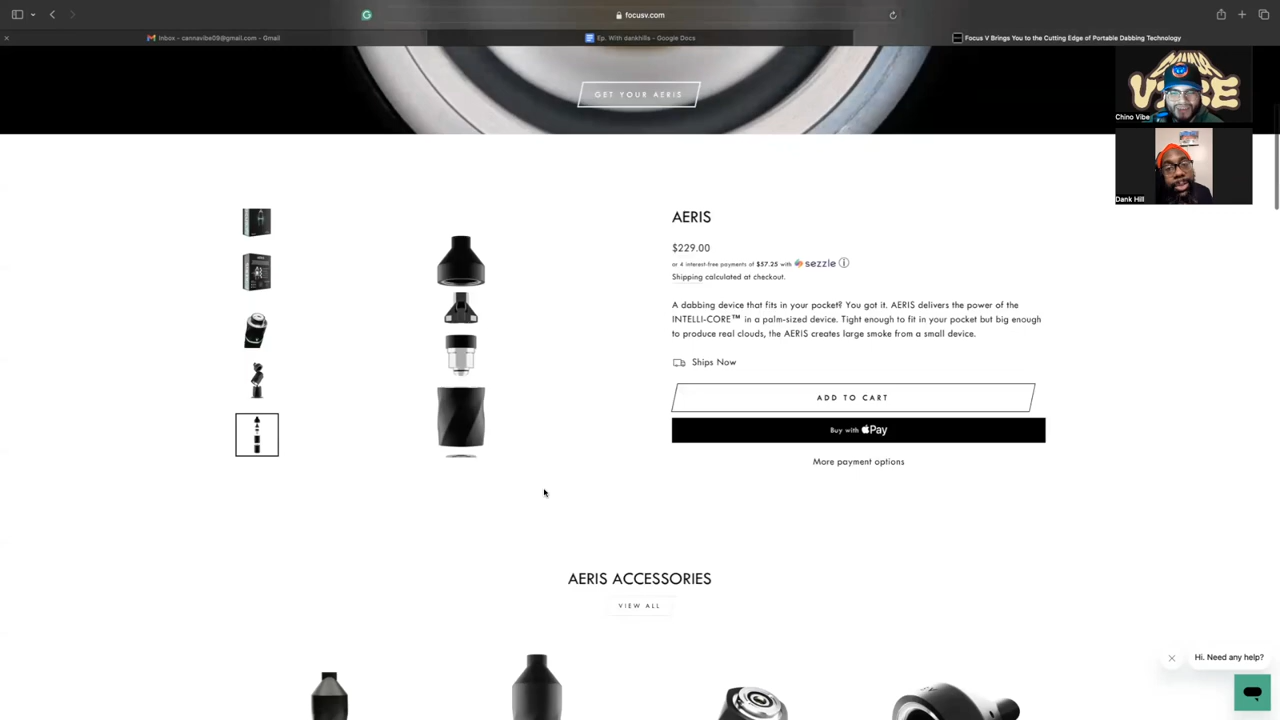 focusv.com
Inbox - cannavibe08@gmail.com - Gmail
Ep. With dankhills - Google Docs
Focus V Brings You to the Cutting Edge of Portable Dabbing Technology
GET YOUR AERIS
VIBE
Chino Vibe
Dank Hill
AERIS
$229.00
or 4 interest-free payments of $57.25 with sezzle
Shipping calculated at checkout.
A dabbing device that fits in your pocket? You got it. AERIS delivers the power of the
INTELLI-CORE™ in a palm-sized device. Tight enough to fit in your pocket but big enough
to produce real clouds, the AERIS creates large smoke from a small device.
Ships Now
ADD TO CART
Buy with Pay
More payment options
AERIS ACCESSORIES
VIEW ALL
Hi. Need any help?